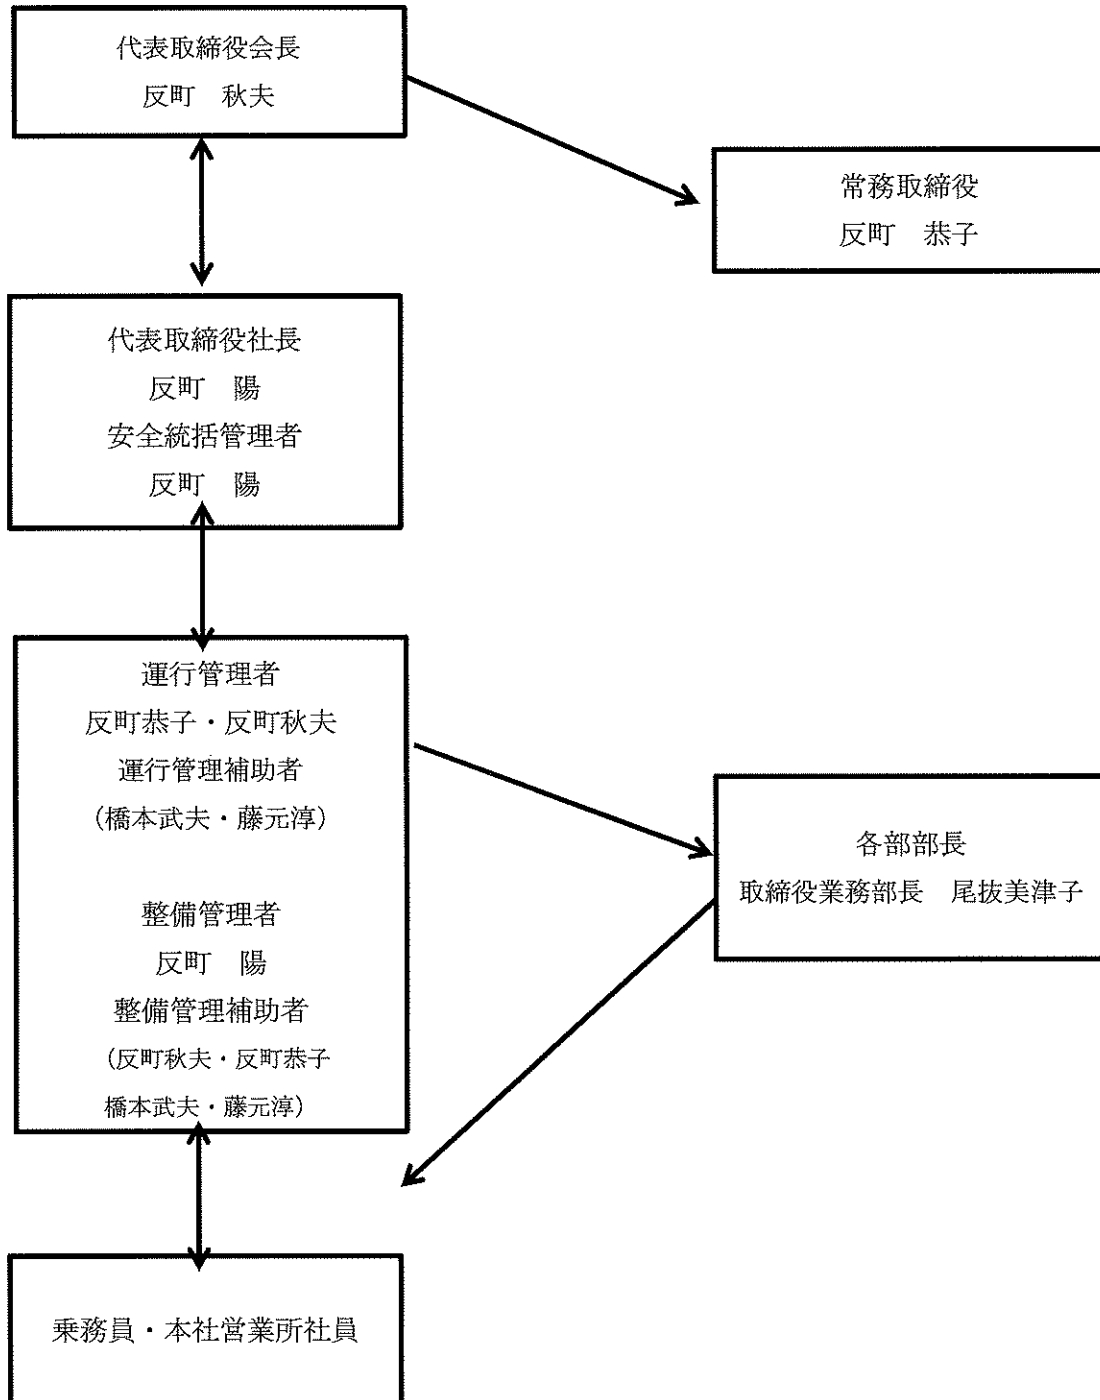 代表取締役会長
反町　秋夫
常務取締役
反町　恭子
代表取締役社長
反町　陽
安全統括管理者
反町　陽
運行管理者
反町恭子・反町秋夫
運行管理補助者
（橋本武夫・藤元淳）
整備管理者
反町　陽
整備管理補助者
（反町秋夫・反町恭子
橋本武夫・藤元淳）
各部部長
取締役業務部長　尾抜美津子
乗務員・本社営業所社員